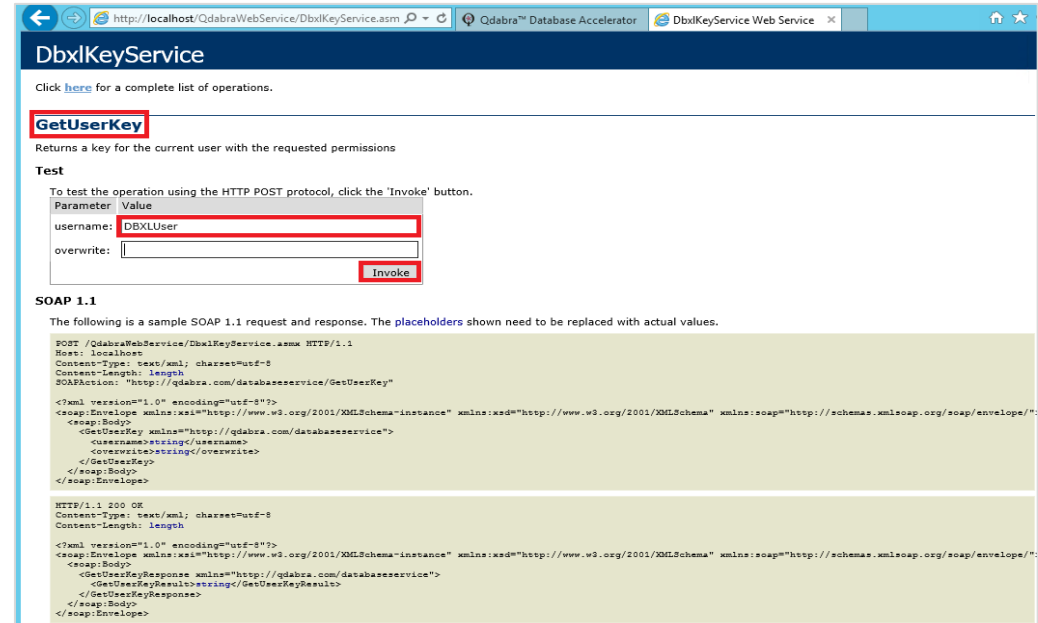 http://localhost/QdabraWebService/DbxlKeyService.asm
Qdabra™ Database Accelerator
DbxlKeyService Web Service
DbxlKeyService
Click here for a complete list of operations.
GetUserKey
Returns a key for the current user with the requested permissions
Test
To test the operation using the HTTP POST protocol, click the 'Invoke' button.
Parameter Value
username: DBXLUser
overwrite:
Invoke
SOAP 1.1
The following is a sample SOAP 1.1 request and response. The placeholders shown need to be replaced with actual values.
POST /QdabraWebService/DbxlKeyService.asmx HTTP/1.1
Host: localhost
Content-Type: text/xml; charset=utf-8
Content-Length: length
SOAPAction: "http://qdabra.com/databaseservice/GetUserKey"
<?xml version="1.0" encoding="utf-8"?>
<soap:Envelope xmlns:xsi="http://www.w3.org/2001/XMLSchema-instance" xmlns:xsd="http://www.w3.org/2001/XMLSchema" xmlns:soap="http://schemas.xmlsoap.org/soap/envelope/">
<soap:Body>
<GetUserKey xmlns="http://qdabra.com/databaseservice">
<username>string</username>
<overwrite>string</overwrite>
</GetUserKey>
</soap:Body>
</soap:Envelope>
HTTP/1.1 200 OK
Content-Type: text/xml; charset=utf-8
Content-Length: length
<?xml version="1.0" encoding="utf-8"?>
<soap:Envelope xmlns:xsi="http://www.w3.org/2001/XMLSchema-instance" xmlns:xsd="http://www.w3.org/2001/XMLSchema" xmlns:soap="http://schemas.xmlsoap.org/soap/envelope/">
<soap:Body>
<GetUserKeyResponse xmlns="http://qdabra.com/databaseservice">
<GetUserKeyResult>string</GetUserKeyResult>
</GetUserKeyResponse>
</soap:Body>
</soap:Envelope>